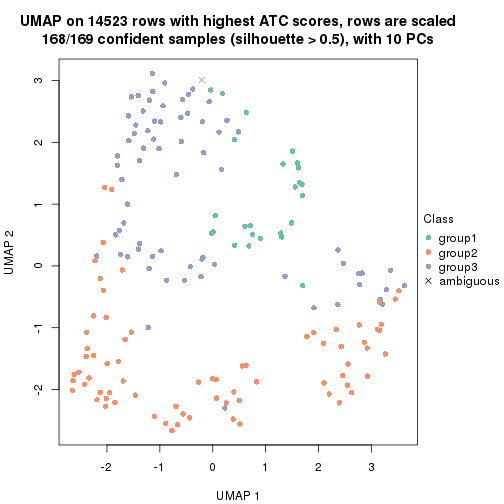 UMAP on 14523 rows with highest ATC scores, rows are scaled
168/169 confident samples (silhouette > 0.5), with 10 PCs
3
2
1
0
-1
-2
UMAP 2
-2 -1 0 1 2 3
UMAP 1
Class
group1
group2
group3
ambiguous